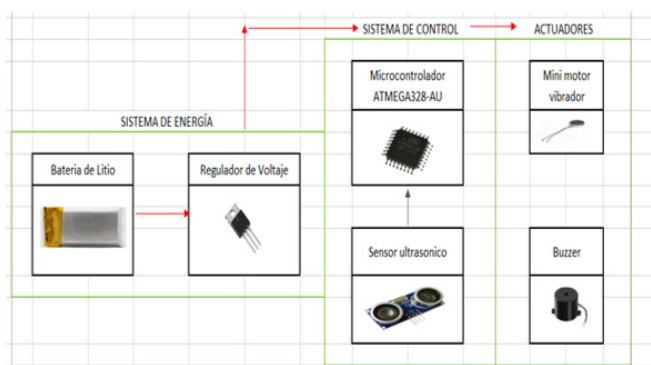 SISTEMA DE CONTROL
ACTUADORES
Microcontrolador
ATMEGA328-AU
Mini motor
vibrador
SISTEMA DE ENERGÍA
Bateria de Litio
Regulador de Voltaje
Sensor ultrasonico
Buzzer